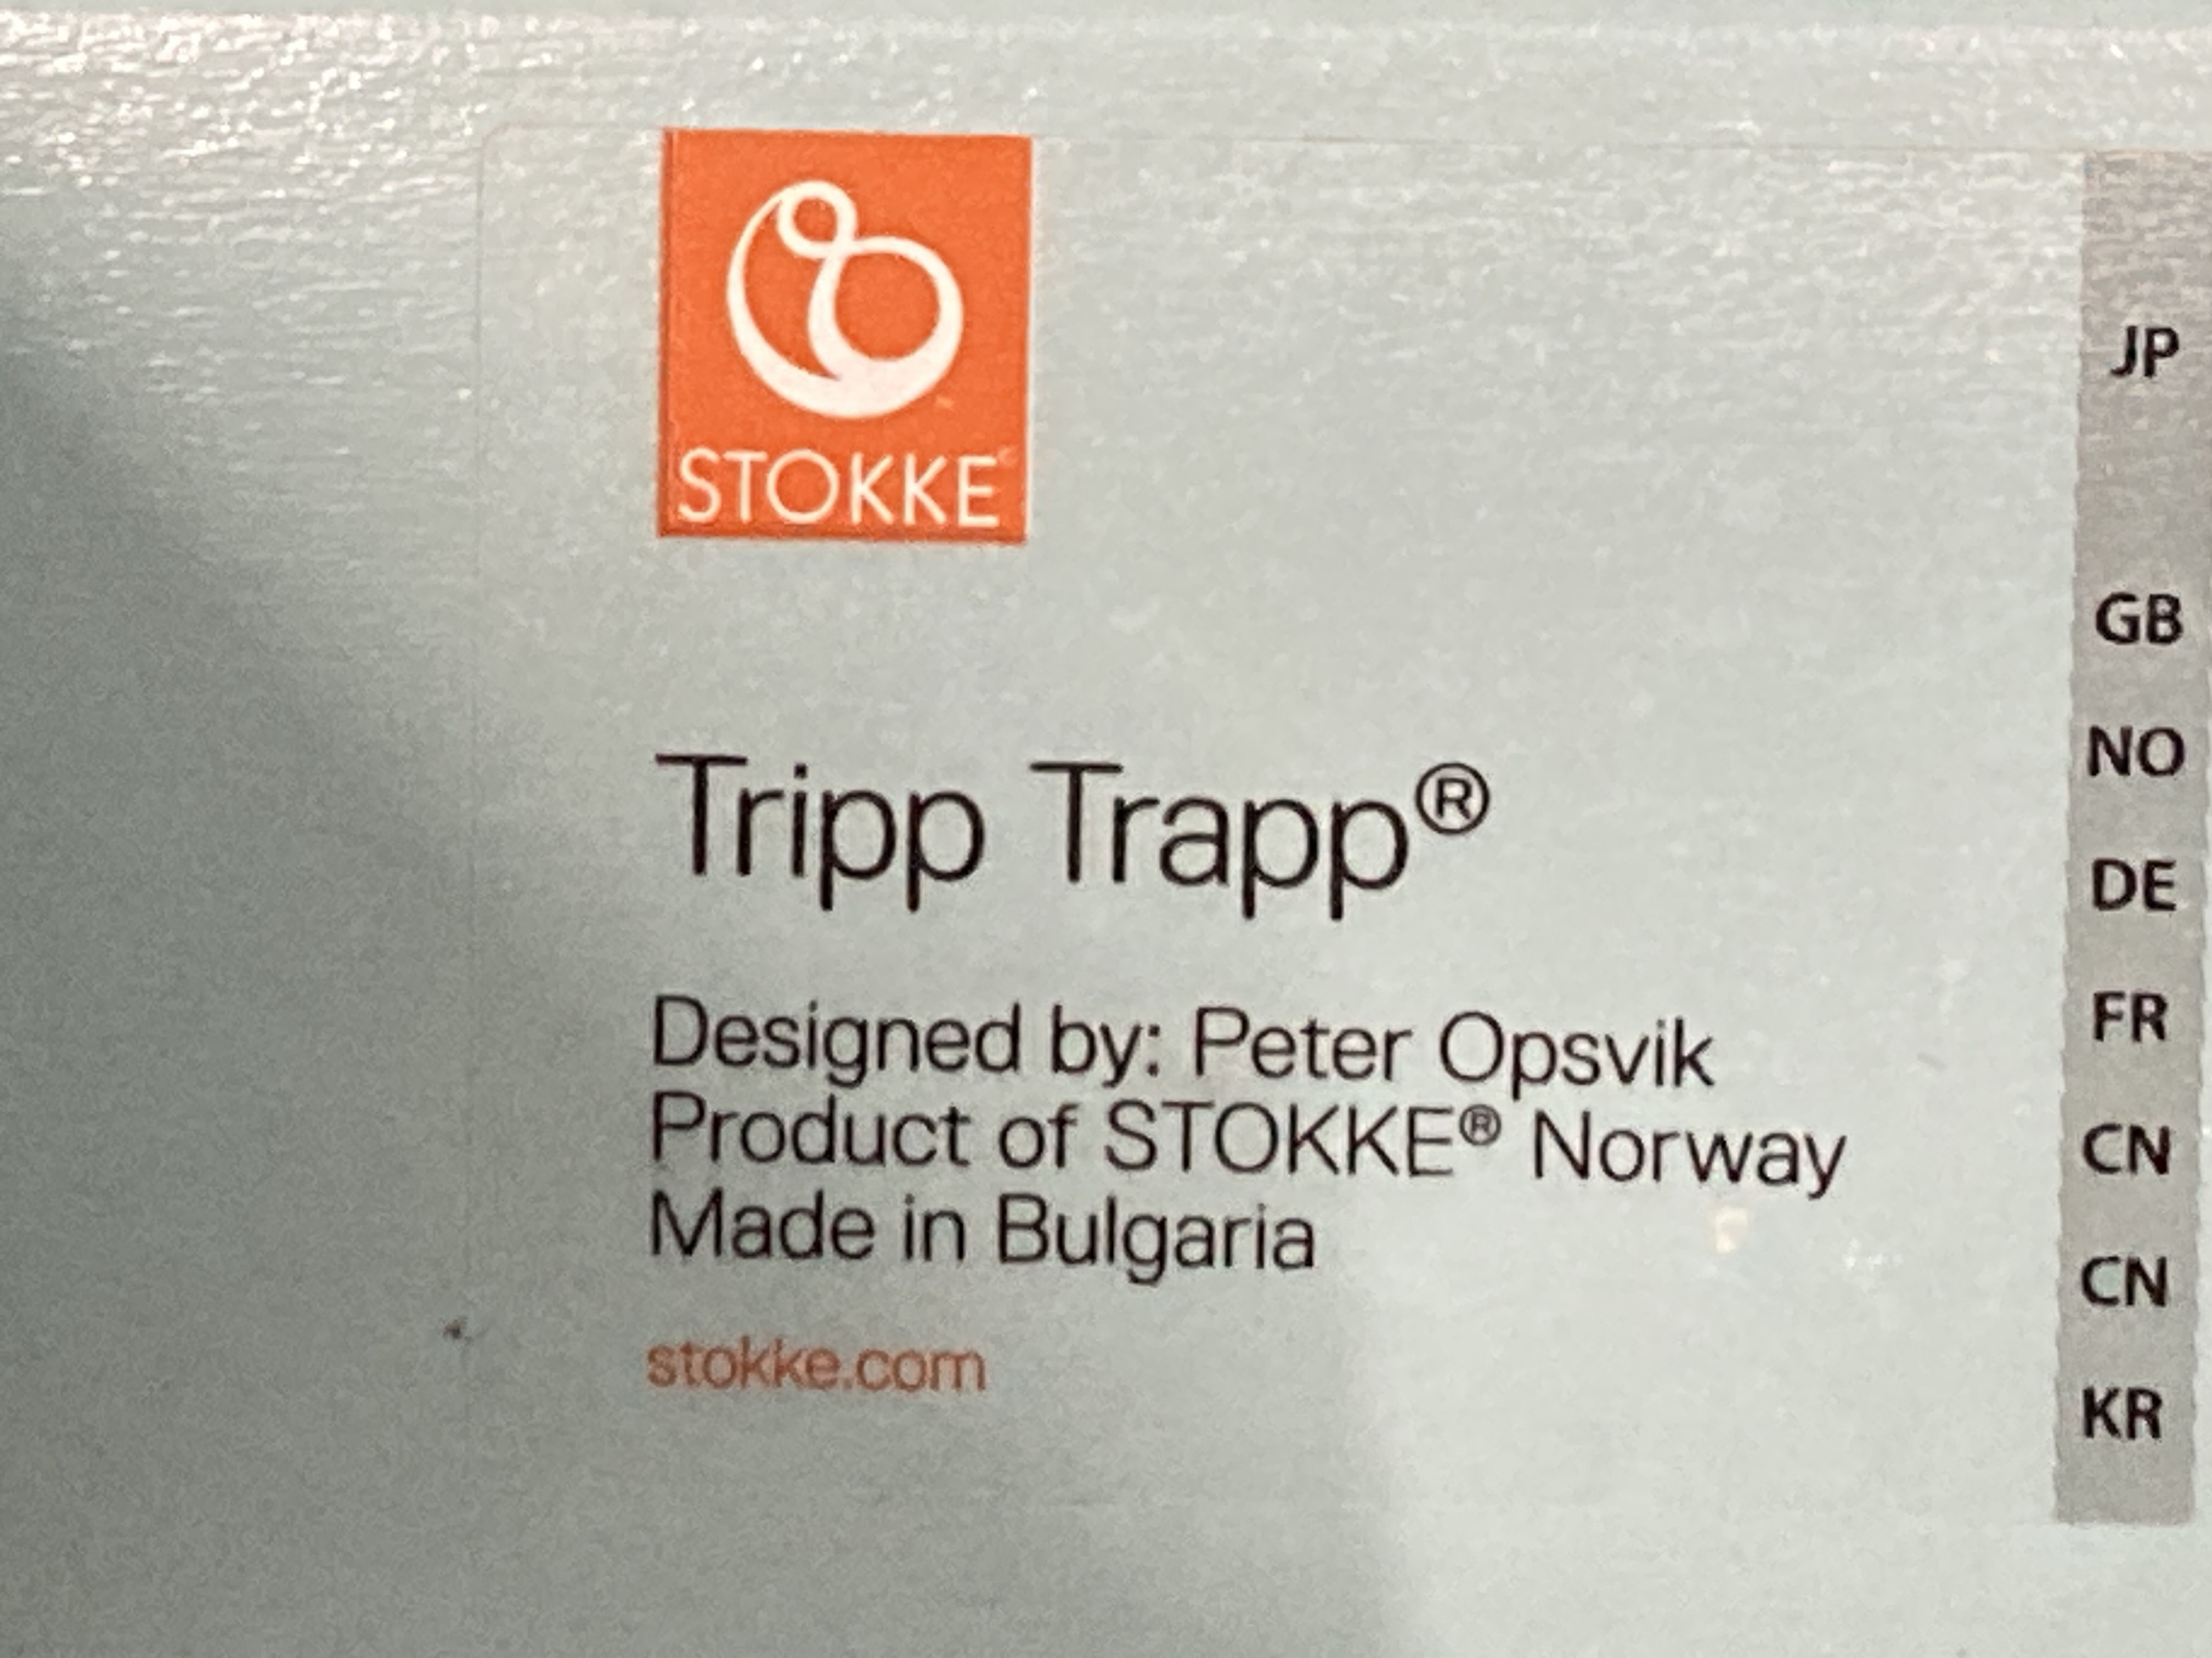 STOKKE
Tripp Trapp®
Designed by: Peter Opsvik
Product of STOKKE® Norway
Made in Bulgaria
stokke.com
JP
GB
NO
DE
FR
CN
CN
KR